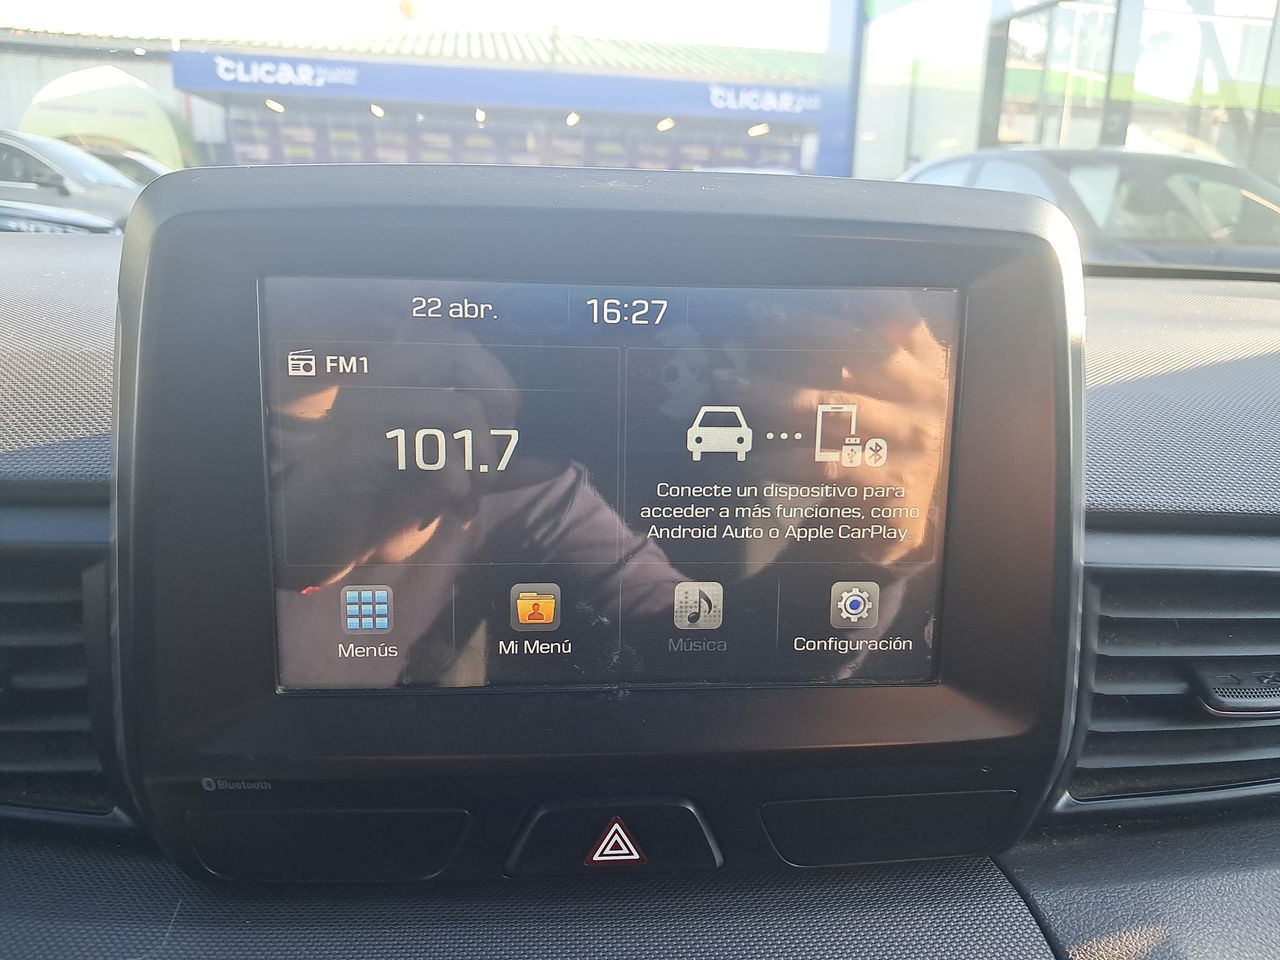 CLICAR
CLICAR
22 abr.
16:27
FM1
101.7
Conecte un dispositivo para
acceder a más funciones, como
Android Auto o Apple CarPlay.
Menús
Mi Menú
Música
Configuración
Bluetooth